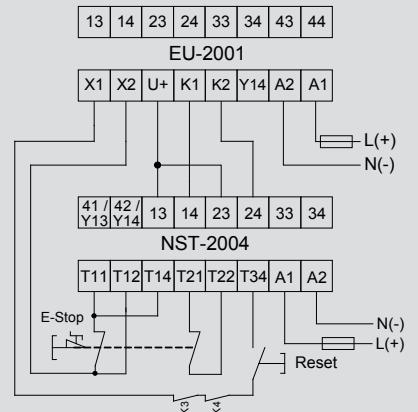 13 14 23 24 33 34 43 44
EU-2001
X1 X2 U+ K1 K2 Y14 A2 A1
L(+)
N(-)
41 / Y13 42 / Y14 13 14 23 24 33 34
NST-2004
T11 T12 T14 T21 T22 T34 A1 A2
E-Stop
N(-)
L(+)
Reset
K3 K4